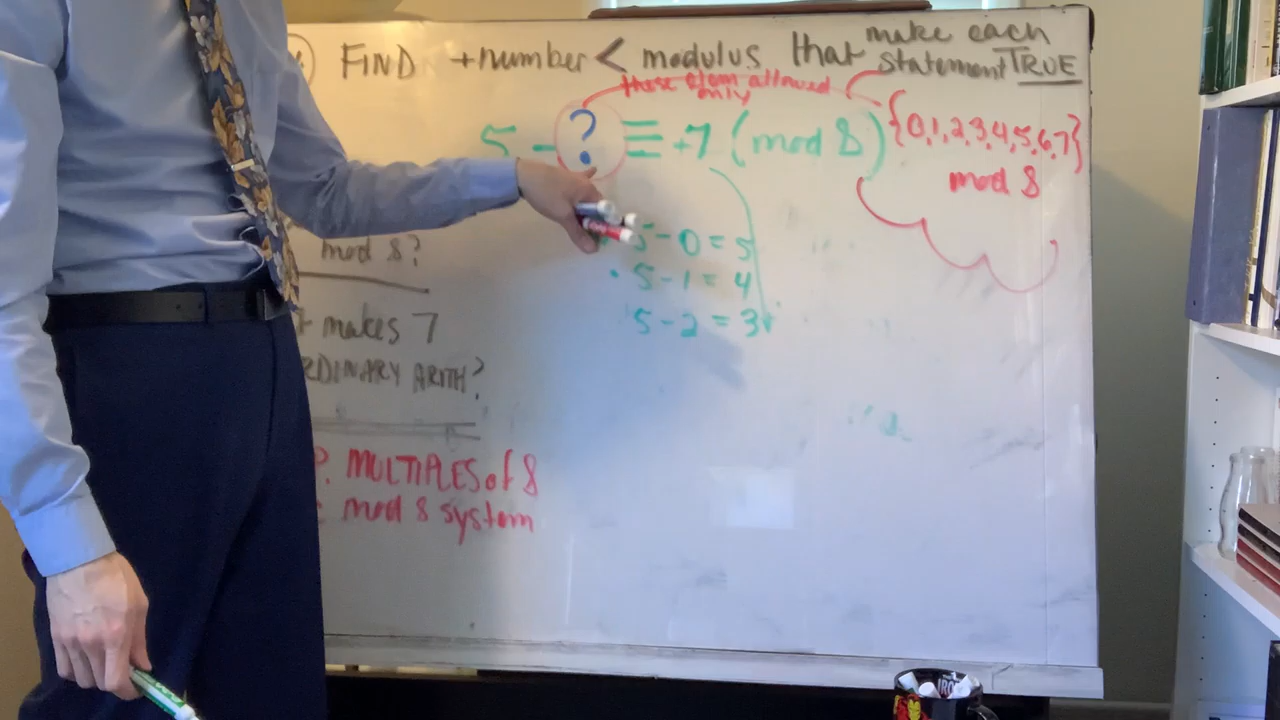 FIND +number < modulus that make each statement TRUE
these elem allowed only
5 - ? ≡ +7 (mod 8) {0,1,2,3,4,5,6,7} mod 8
mod 8?
5-0=5
5-1=4
makes 7
5-2=3
ARITH?
MULTIPLES of 8
mod 8 system